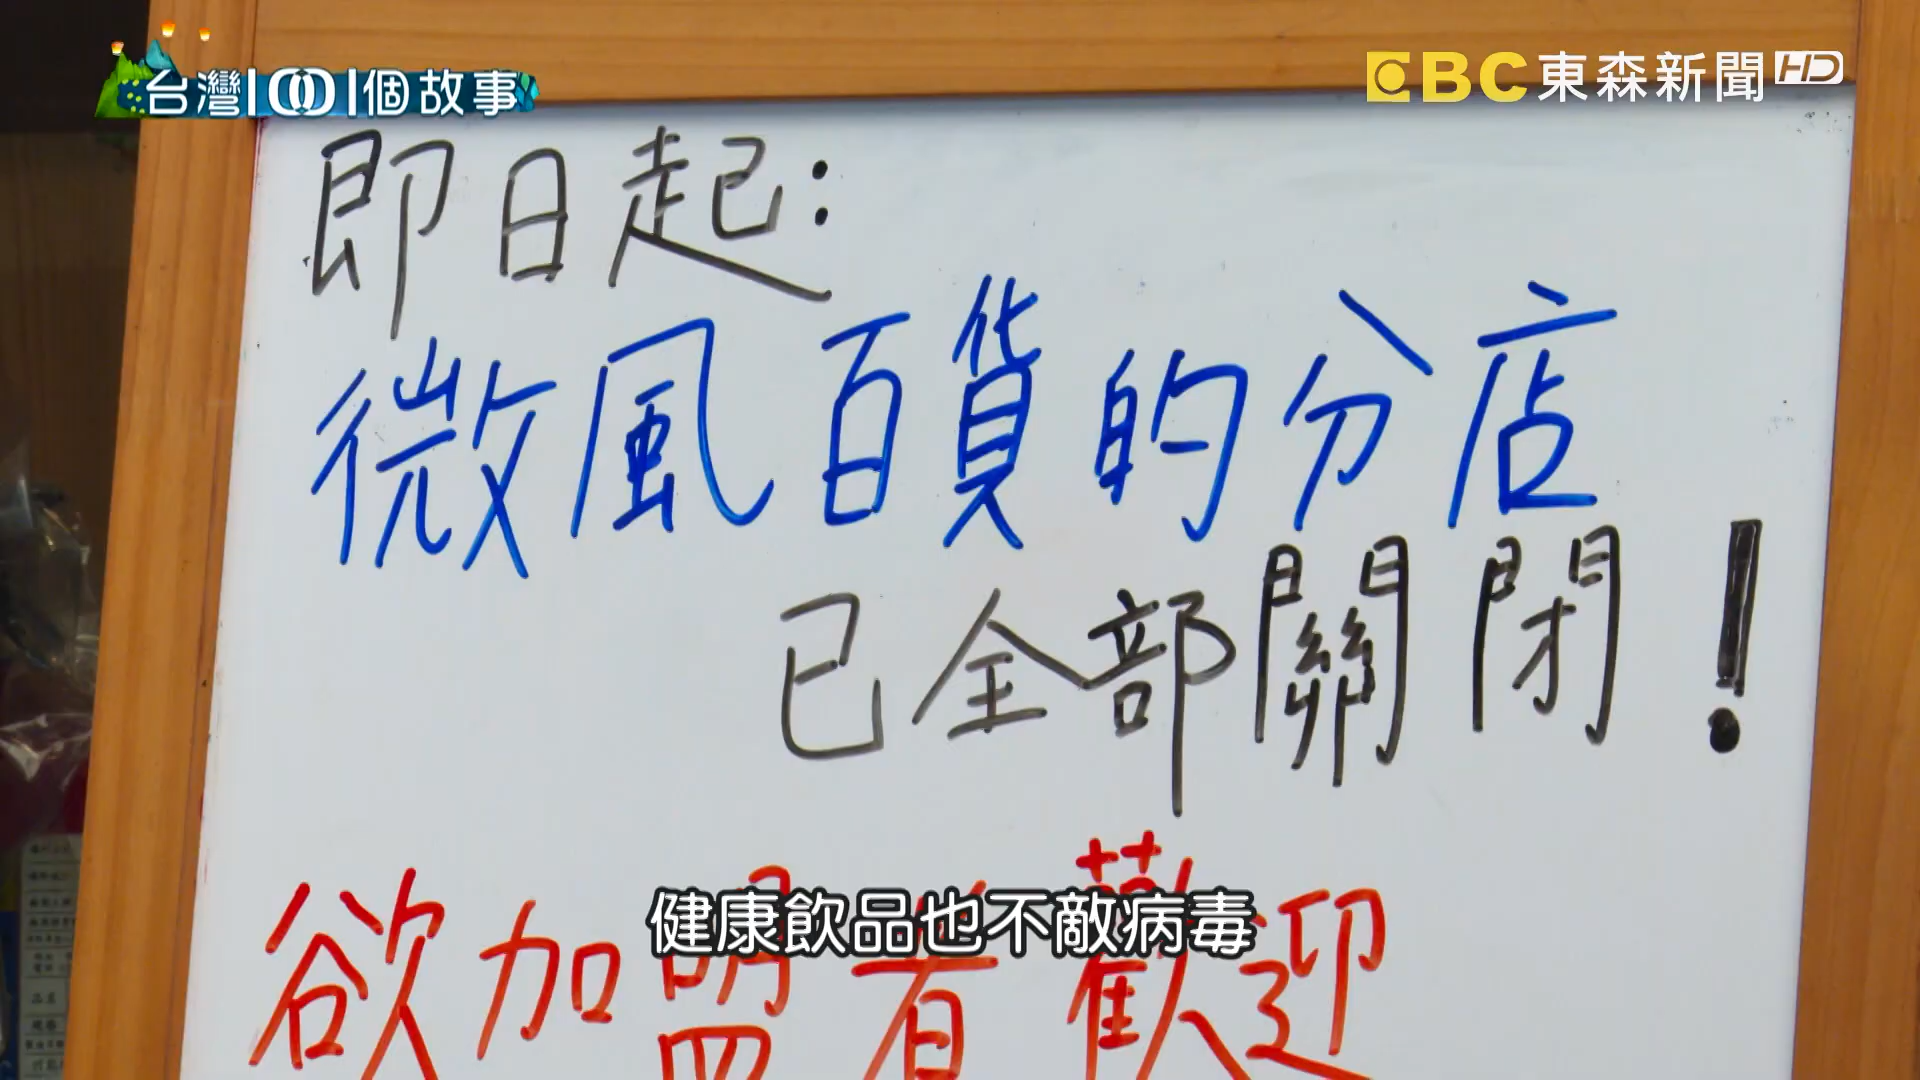 台灣1001個故事
EBC東森新聞HD
即日起:
微風百貨的分店
已全部關閉!
欲加盟者歡迎
健康飲品也不敵病毒